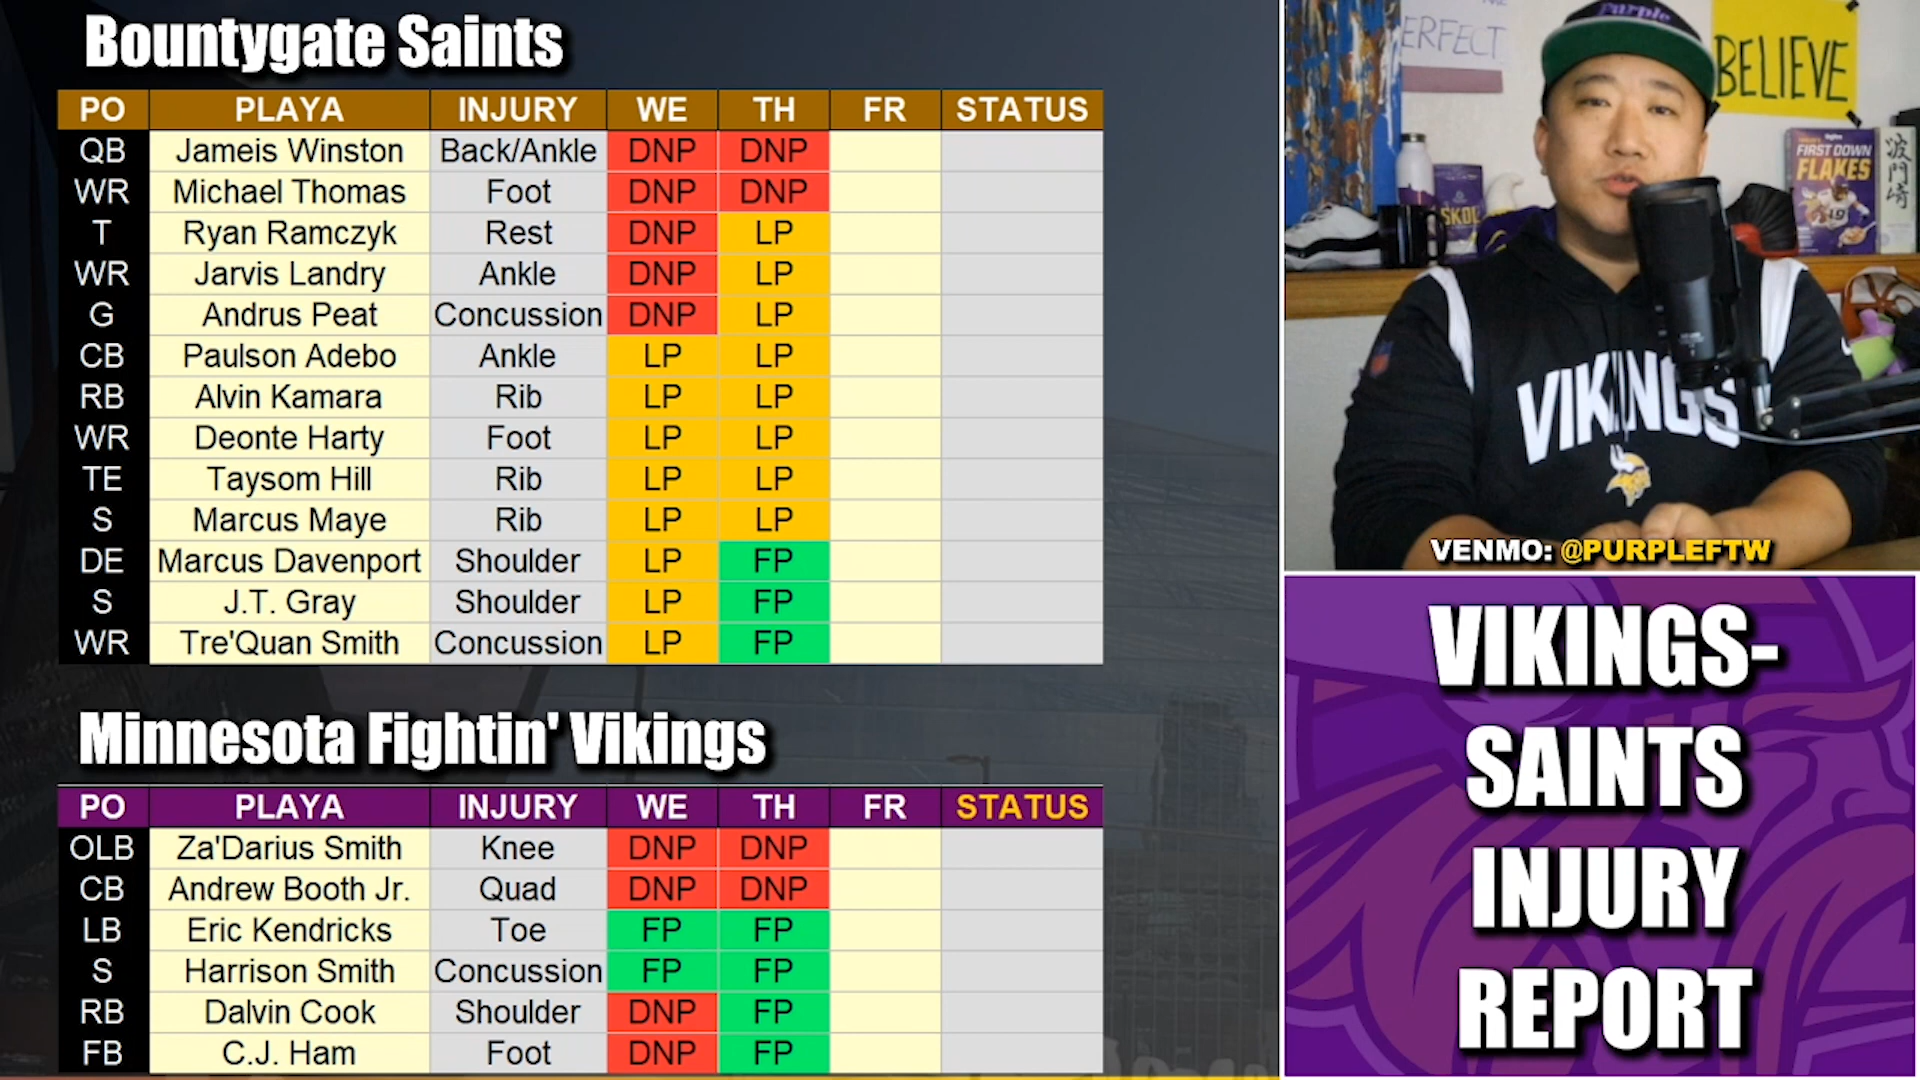 Bountygate Saints
PO PLAYA INJURY WE TH FR STATUS
QB Jameis Winston Back/Ankle DNP DNP
WR Michael Thomas Foot DNP DNP
T Ryan Ramczyk Rest DNP LP
WR Jarvis Landry Ankle DNP LP
G Andrus Peat Concussion DNP LP
CB Paulson Adebo Ankle LP LP
RB Alvin Kamara Rib LP LP
WR Deonte Harty Foot LP LP
TE Taysom Hill Rib LP LP
S Marcus Maye Rib LP LP
DE Marcus Davenport Shoulder LP FP
S J.T. Gray Shoulder LP FP
WR Tre'Quan Smith Concussion LP FP
Minnesota Fightin' Vikings
PO PLAYA INJURY WE TH FR STATUS
OLB Za'Darius Smith Knee DNP DNP
CB Andrew Booth Jr. Quad DNP DNP
LB Eric Kendricks Toe FP FP
S Harrison Smith Concussion FP FP
RB Dalvin Cook Shoulder DNP FP
FB C.J. Ham Foot DNP FP
Purple
ERFECT
BELIEVE
FIRST DOWN
FLAKES
19
SKOL
VIKINGS
VENMO: @PURPLEFTW
VIKINGS-
SAINTS
INJURY
REPORT